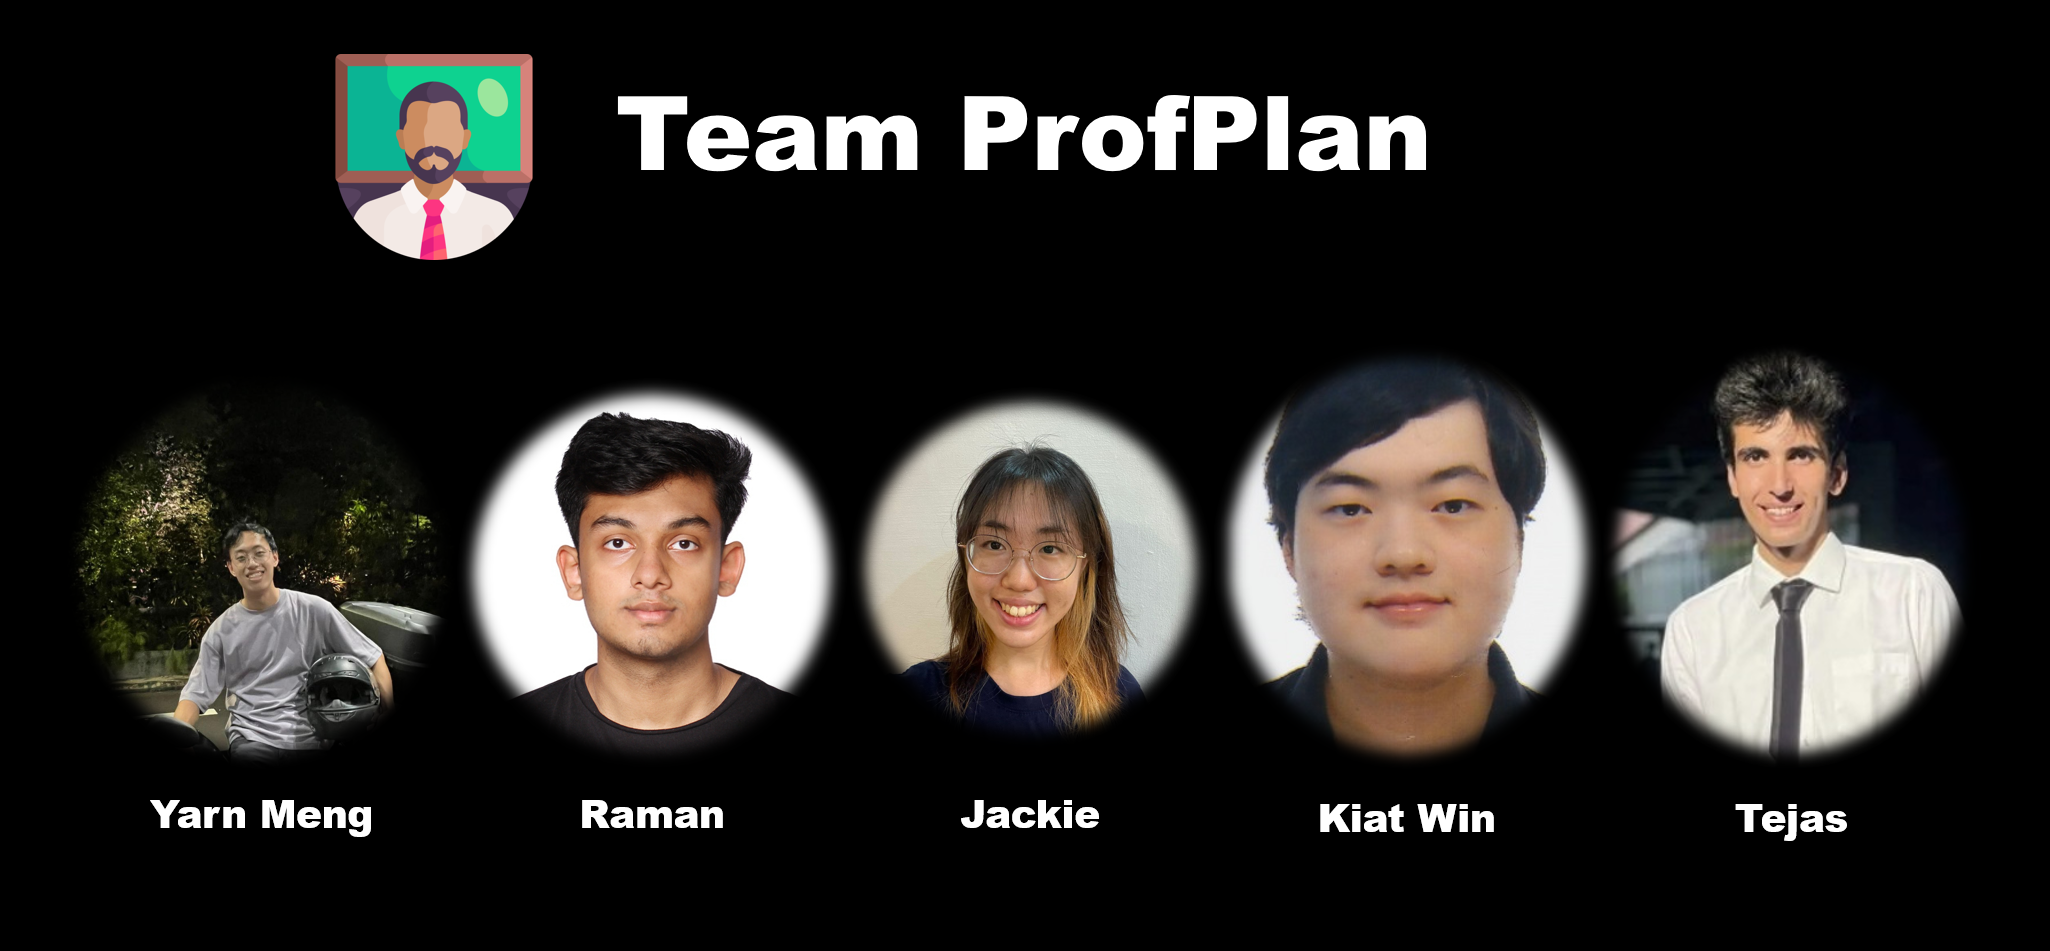 Team ProfPlan
Yarn Meng
Raman
Jackie
Kiat Win
Tejas